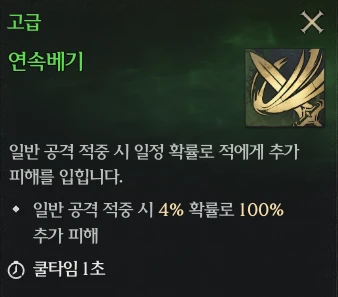 고급
연속베기
일반 공격 적중 시 일정 확률로 적에게 추가
피해를 입힙니다.
일반 공격 적중 시 4% 확률로 100%
추가 피해
쿨타임 1초